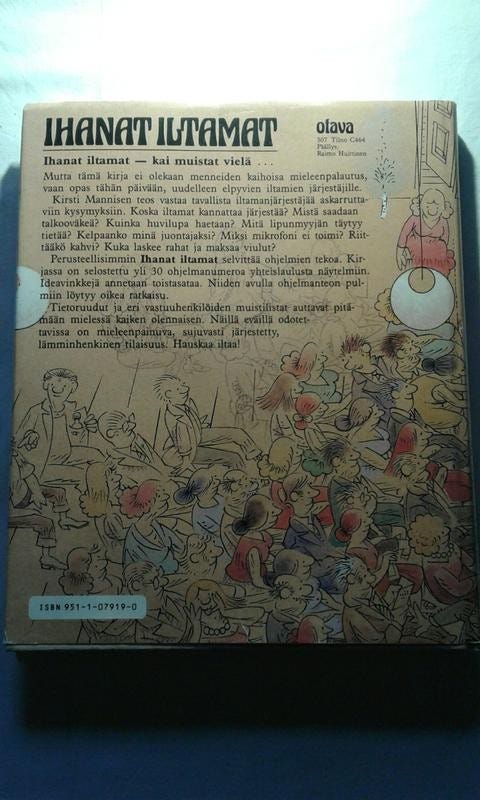 IHANAT ILTAMAT
otava
507 Tilno C464
Päällys:
Raimo Huittinen
Ihanat iltamat — kai muistat vielä ...
Mutta tämä kirja ei olekaan menneiden kaihoisa mieleenpalautus,
vaan opas tähän päivään, uudelleen elpyvien iltamien järjestäjille.
Kirsti Mannisen teos vastaa tavallista iltamanjärjestäjää askarrutta-
viin kysymyksiin. Koska iltamat kannattaa järjestää? Mistä saadaan
talkooväkeä? Kuinka huvilupa haetaan? Mitä lipunmyyjän täytyy
tietää? Kelpaanko minä juontajaksi? Miksi mikrofoni ei toimi? Riit-
tääkö kahvi? Kuka laskee rahat ja maksaa viulut?
Perusteellisimmin Ihanat iltamat selvittää ohjelmien tekoa. Kir-
jassa on selostettu yli 30 ohjelmanumeroa yhteislaulusta näytelmiin.
Ideavinkkejä annetaan toistasataa. Niiden avulla ohjelmanteon pul-
miin löytyy oikea ratkaisu.
Tietoruudut ja eri vastuuhenkilöiden muistilistat auttavat pitä-
mään mielessä kaiken olennaisen. Näillä eväillä odotet-
tavissa on mieleenpainuva, sujuvasti järjestetty,
lämminhenkinen tilaisuus. Hauskaa iltaa!
ISBN 951-1-07919-0